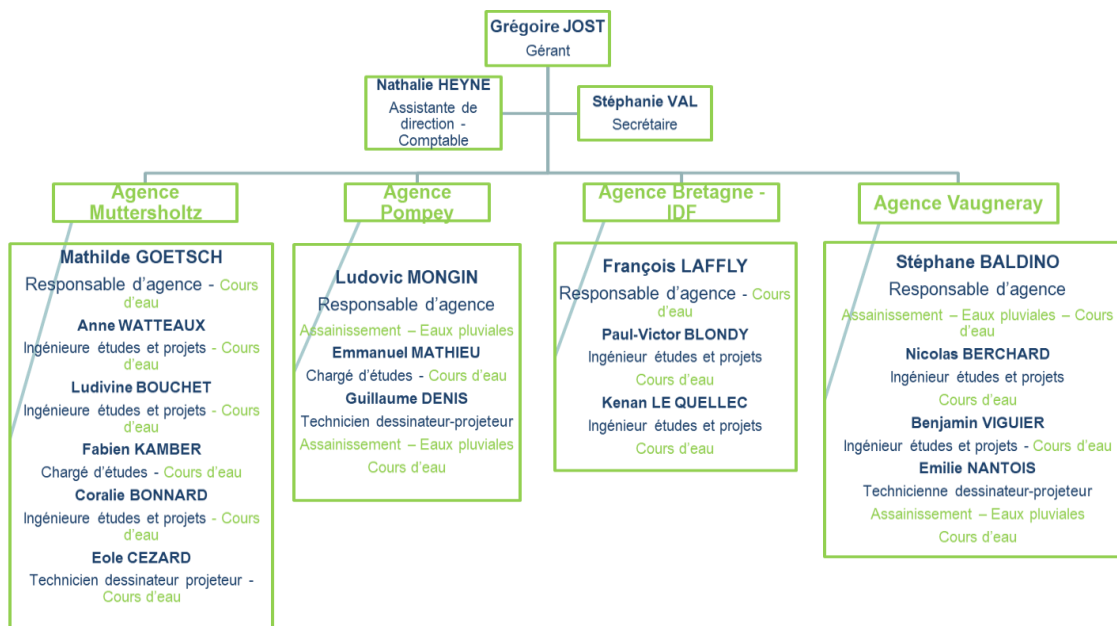 Grégoire JOST
Gérant
Nathalie HEYNE
Assistante de
direction -
Comptable
Stéphanie VAL
Secrétaire
Agence
Muttersholtz
Mathilde GOETSCH
Responsable d'agence - Cours
d'eau
Anne WATTEAUX
Ingénieure études et projets - Cours
d'eau
Ludivine BOUCHET
Ingénieure études et projets - Cours
d'eau
Fabien KAMBER
Chargé d'études - Cours d'eau
Coralie BONNARD
Ingénieure études et projets - Cours
d'eau
Eole CEZARD
Technicien dessinateur projeteur -
Cours d'eau
Agence
Pompey
Ludovic MONGIN
Responsable d'agence
Assainissement – Eaux pluviales
Emmanuel MATHIEU
Chargé d'études - Cours d'eau
Guillaume DENIS
Technicien dessinateur-projeteur
Assainissement – Eaux pluviales
Cours d'eau
Agence Bretagne -
IDF
François LAFFLY
Responsable d'agence - Cours
d'eau
Paul-Victor BLONDY
Ingénieur études et projets
Cours d'eau
Kenan LE QUELLEC
Ingénieur études et projets
Cours d'eau
Agence Vaugneray
Stéphane BALDINO
Responsable d'agence
Assainissement – Eaux pluviales – Cours
d'eau
Nicolas BERCHARD
Ingénieur études et projets
Cours d'eau
Benjamin VIGUIER
Ingénieur études et projets - Cours d'eau
Emilie NANTOIS
Technicienne dessinateur-projeteur
Assainissement – Eaux pluviales
Cours d'eau